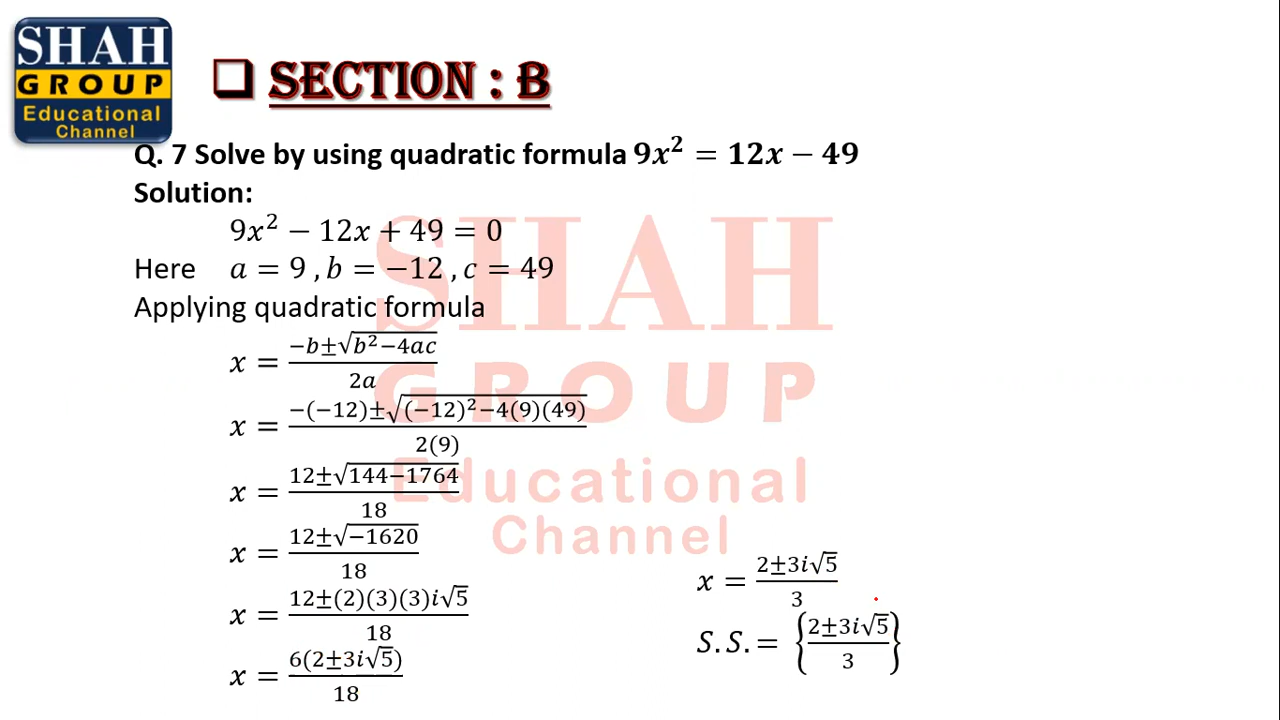 SHAH
GROUP
Educational
Channel
❑ SECTION : B
Q. 7 Solve by using quadratic formula 9x² = 12x − 49
Solution:
9x² − 12x + 49 = 0
Here a = 9 , b = −12 , c = 49
Applying quadratic formula
x = (−b±√(b²−4ac))/(2a)
x = (−(−12)±√((−12)²−4(9)(49)))/(2(9))
x = (12±√(144−1764))/18
x = (12±√(−1620))/18
x = (12±(2)(3)(3)i√5)/18
x = (6(2±3i√5))/18
x = (2±3i√5)/3
S.S.= {(2±3i√5)/3}
SHAH
GROUP
Educational
Channel